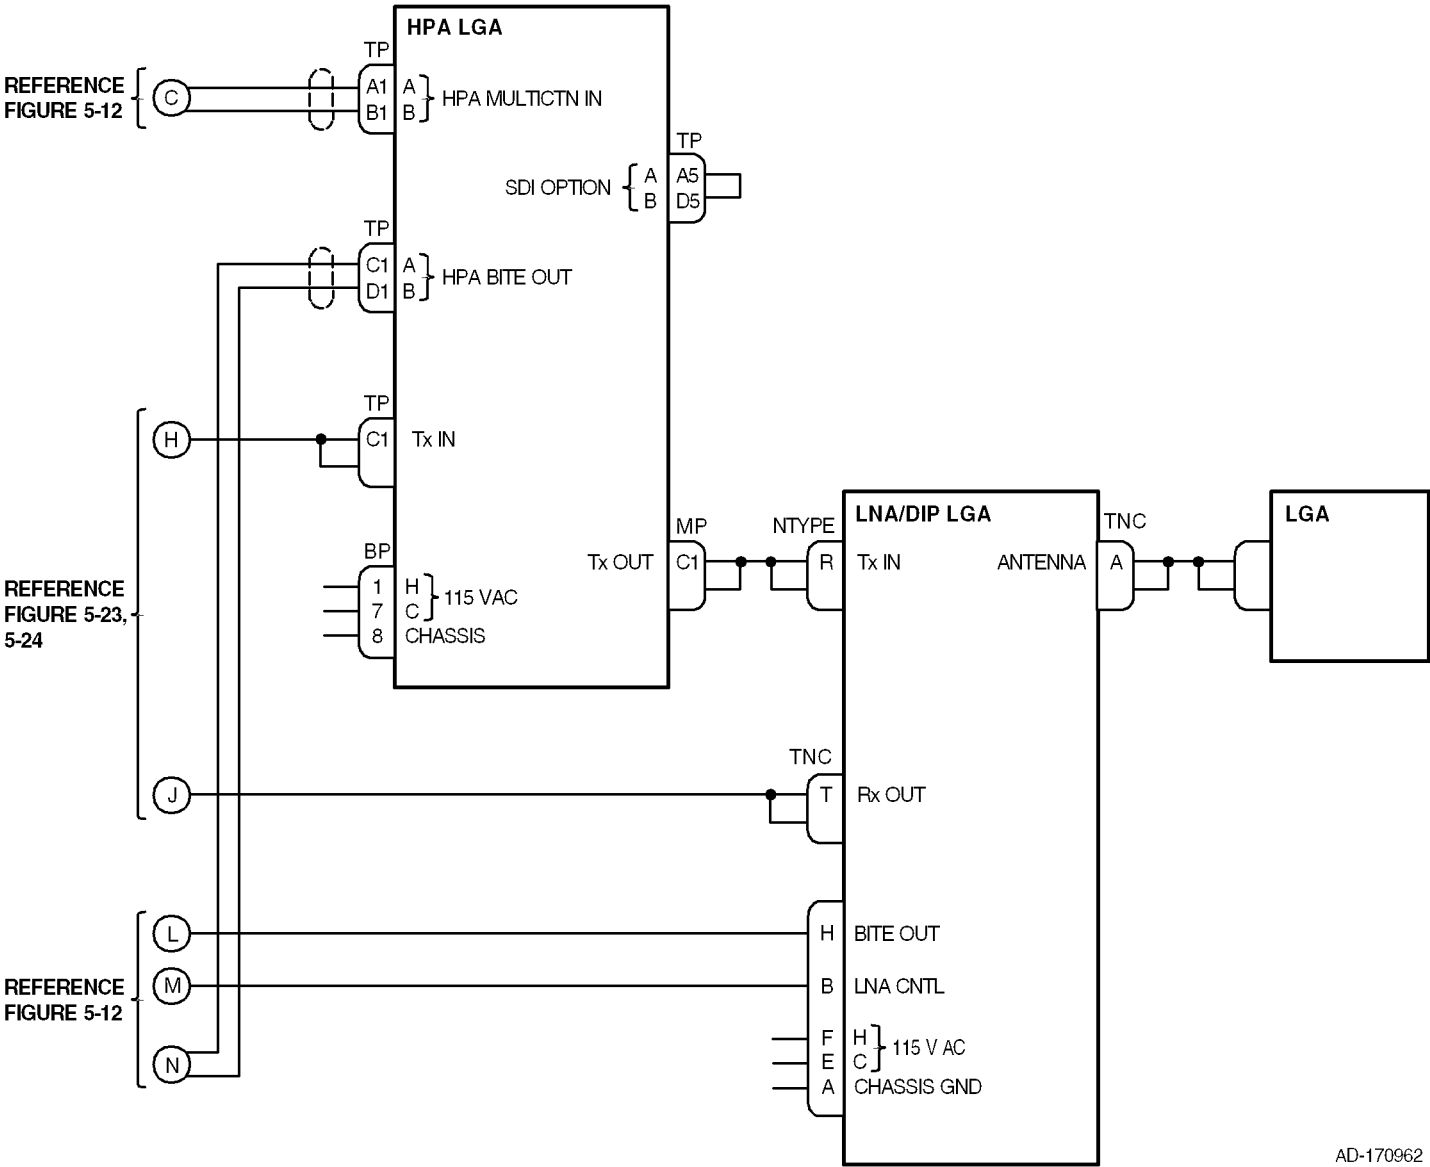 HPA LGA
TP
REFERENCE
FIGURE 5-12
C
A1 A
B1 B
HPA MULTICTN IN
TP
SDI OPTION
A A5
B D5
TP
C1 A
D1 B
HPA BITE OUT
TP
H
C1 Tx IN
REFERENCE
FIGURE 5-23,
5-24
BP
1 H
7 C
115 VAC
8 CHASSIS
MP
Tx OUT C1
NTYPE
R Tx IN
LNA/DIP LGA
TNC
ANTENNA A
LGA
TNC
J
T Rx OUT
REFERENCE
FIGURE 5-12
L
H BITE OUT
M
B LNA CNTL
F H
E C
115 V AC
N
A CHASSIS GND
AD-170962